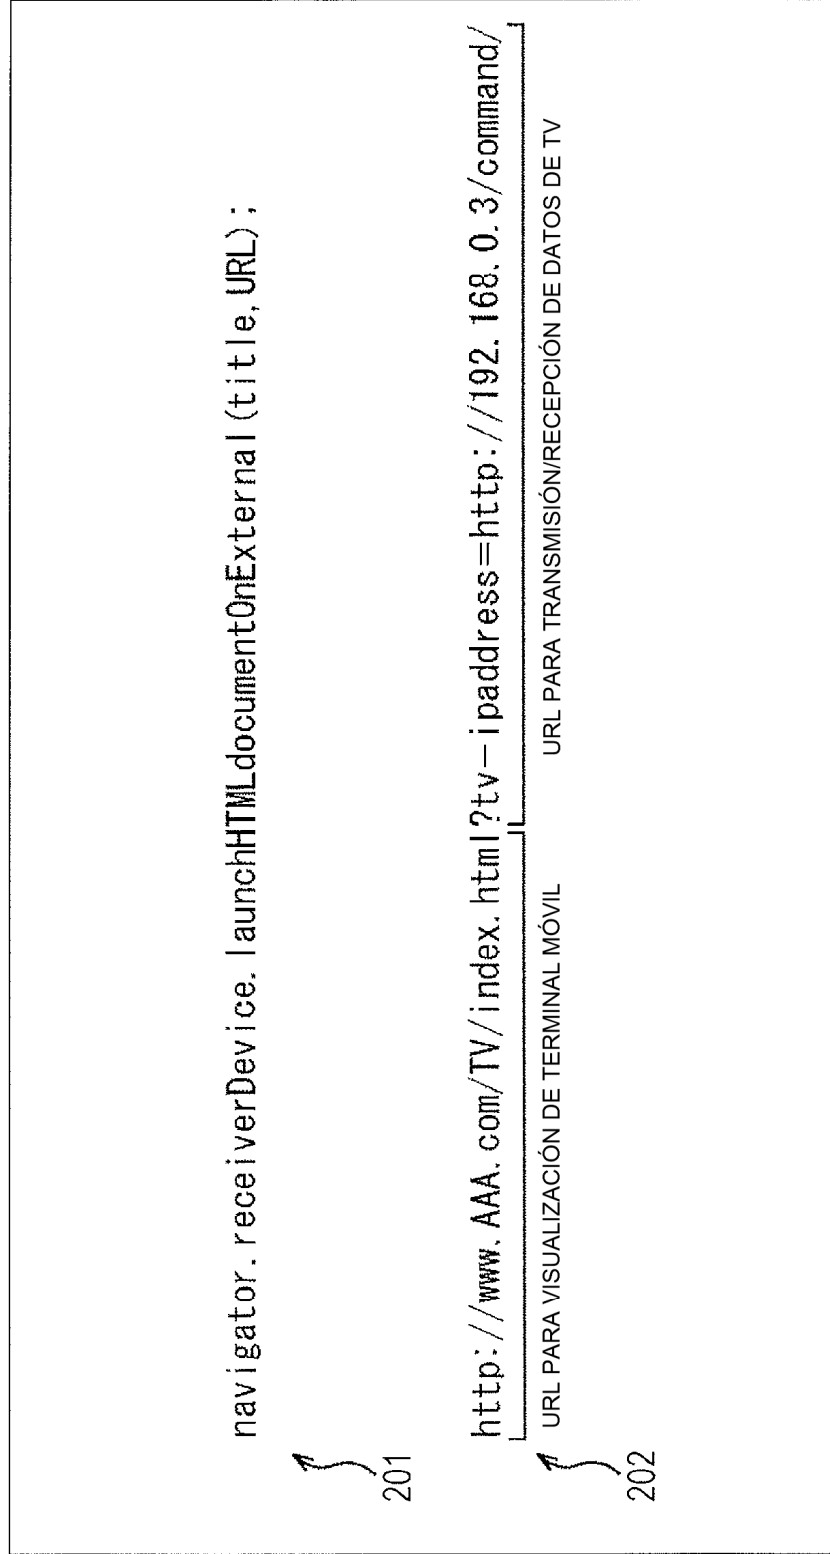 navigator.receiverDevice.launchHTMLdocumentOnExternal(title,URL);
201
http://www.AAA.com/TV/index.html?tv-ipaddress=http://192.168.0.3/command/
URL PARA VISUALIZACIÓN DE TERMINAL MÓVIL
URL PARA TRANSMISIÓN/RECEPCIÓN DE DATOS DE TV
202